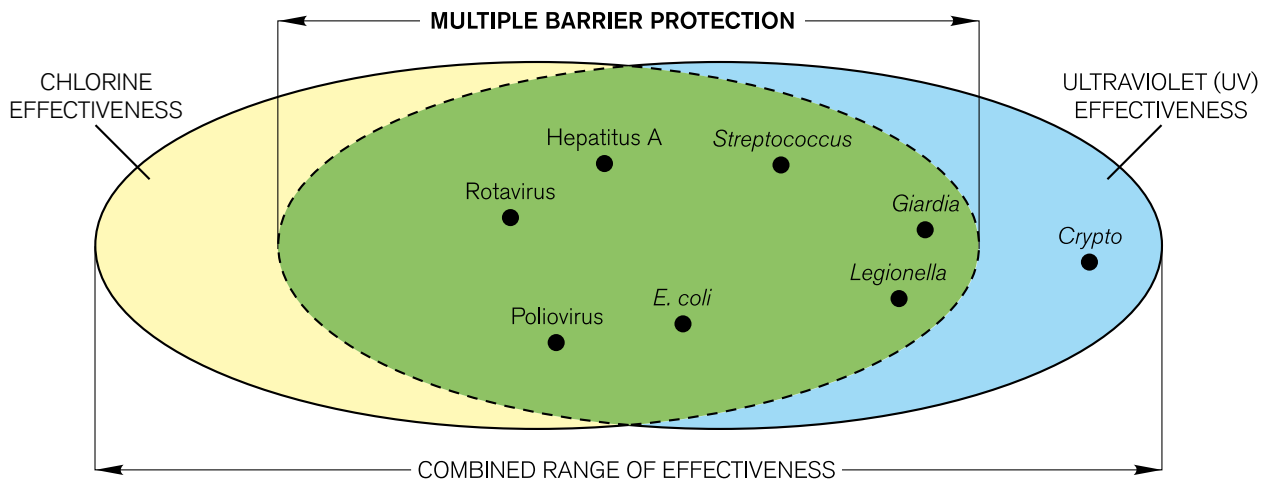 MULTIPLE BARRIER PROTECTION
CHLORINE
EFFECTIVENESS
ULTRAVIOLET (UV)
EFFECTIVENESS
Hepatitus A
Streptococcus
Rotavirus
Giardia
Crypto
Legionella
E. coli
Poliovirus
COMBINED RANGE OF EFFECTIVENESS